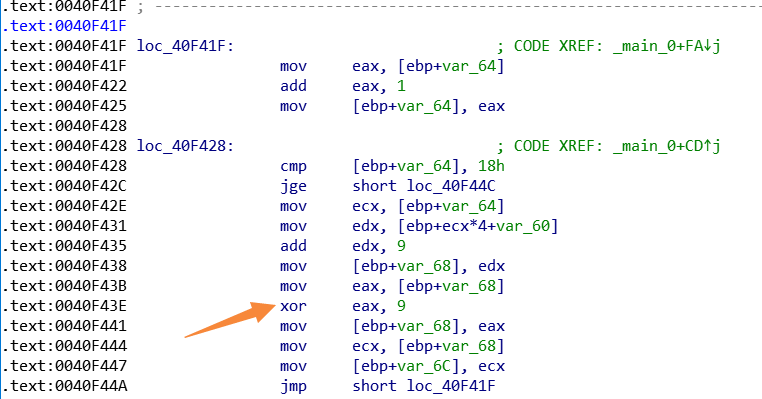 .text:0040F41F ; ---------------------------------------------------------------------------
.text:0040F41F
.text:0040F41F loc_40F41F: ; CODE XREF: _main_0+FA↓j
.text:0040F41F mov eax, [ebp+var_64]
.text:0040F422 add eax, 1
.text:0040F425 mov [ebp+var_64], eax
.text:0040F428
.text:0040F428 loc_40F428: ; CODE XREF: _main_0+CD↑j
.text:0040F428 cmp [ebp+var_64], 18h
.text:0040F42C jge short loc_40F44C
.text:0040F42E mov ecx, [ebp+var_64]
.text:0040F431 mov edx, [ebp+ecx*4+var_60]
.text:0040F435 add edx, 9
.text:0040F438 mov [ebp+var_68], edx
.text:0040F43B mov eax, [ebp+var_68]
.text:0040F43E xor eax, 9
.text:0040F441 mov [ebp+var_68], eax
.text:0040F444 mov ecx, [ebp+var_68]
.text:0040F447 mov [ebp+var_6C], ecx
.text:0040F44A jmp short loc_40F41F